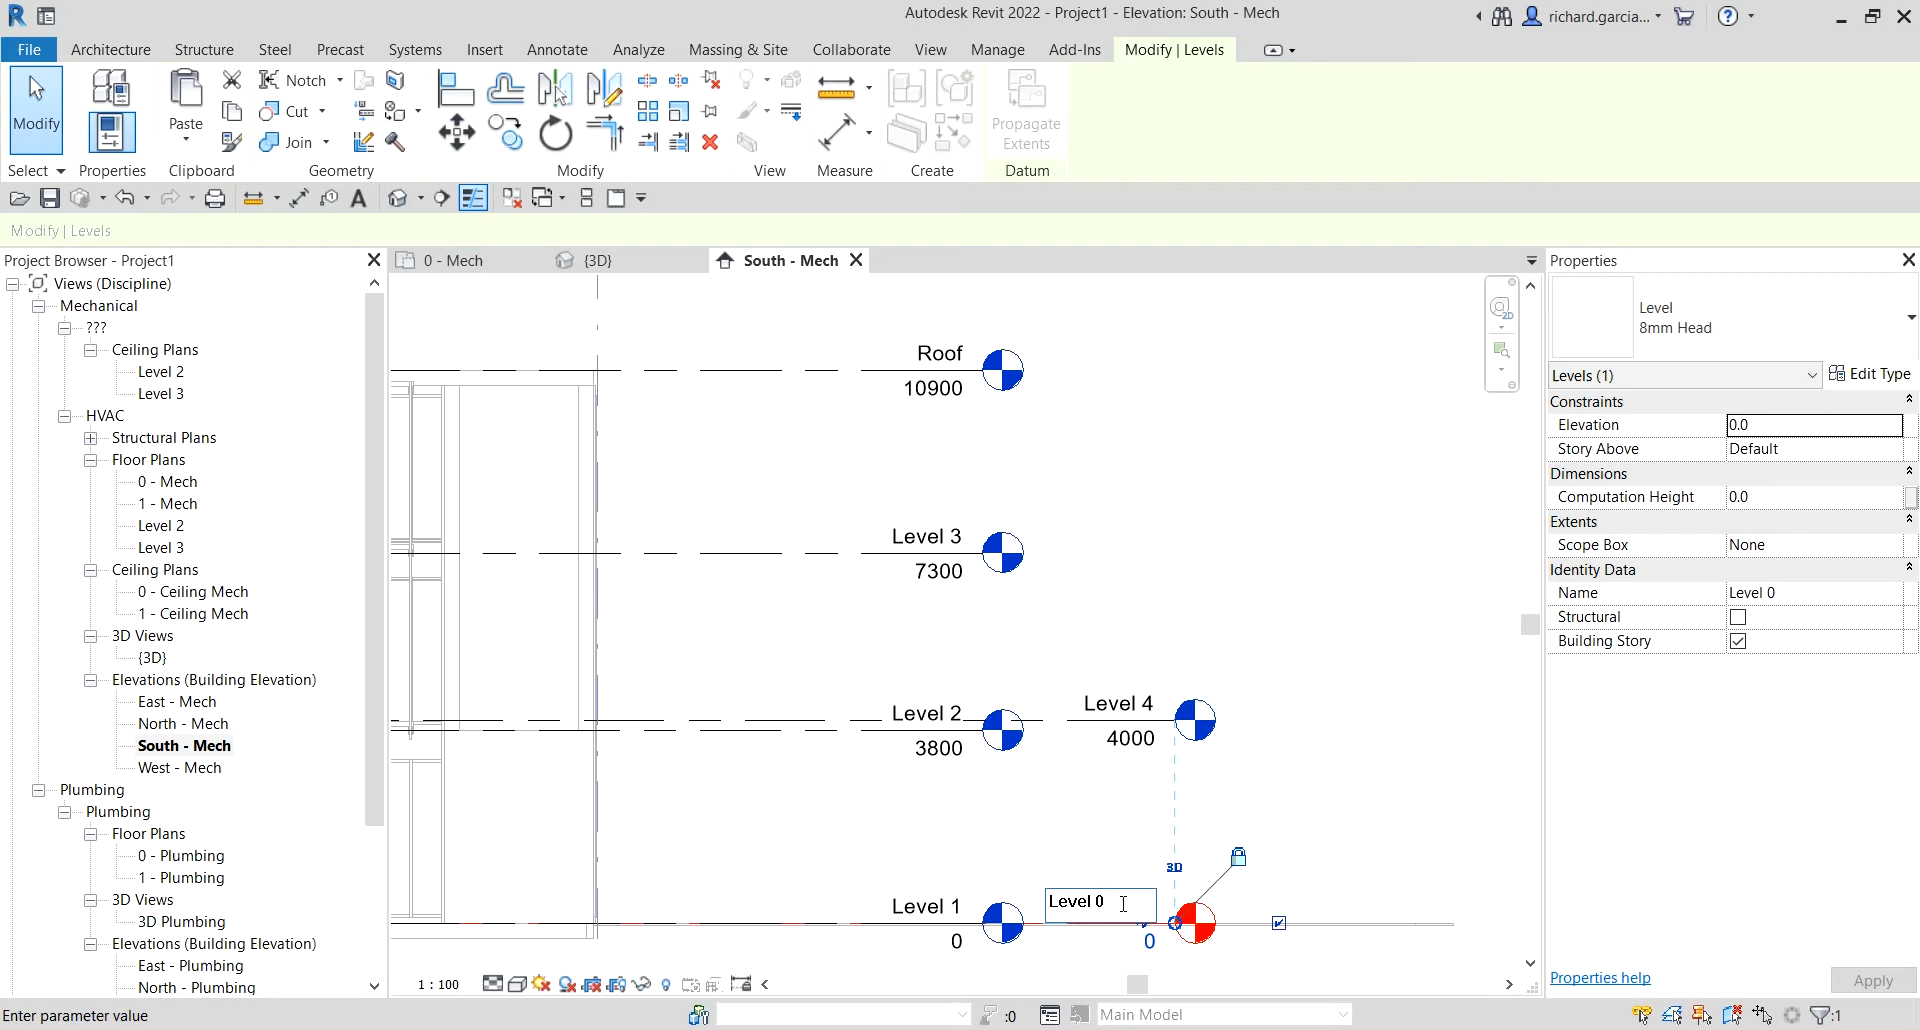 Autodesk Revit 2022 - Project1 - Elevation: South - Mech
richard.garcia...
File Architecture Structure Steel Precast Systems Insert Annotate Analyze Massing & Site Collaborate View Manage Add-Ins Modify | Levels
Modify
Paste
Notch
Cut
Join
Propagate
Extents
Select Properties Clipboard Geometry Modify View Measure Create Datum
Modify | Levels
Project Browser - Project1
Views (Discipline)
Mechanical
???
Ceiling Plans
Level 2
Level 3
HVAC
Structural Plans
Floor Plans
0 - Mech
1 - Mech
Level 2
Level 3
Ceiling Plans
0 - Ceiling Mech
1 - Ceiling Mech
3D Views
{3D}
Elevations (Building Elevation)
East - Mech
North - Mech
South - Mech
West - Mech
Plumbing
Plumbing
Floor Plans
0 - Plumbing
1 - Plumbing
3D Views
3D Plumbing
Elevations (Building Elevation)
East - Plumbing
North - Plumbing
0 - Mech {3D} South - Mech
2D
Roof
10900
Level 3
7300
Level 2
3800
Level 4
4000
3D
Level 1
0
Level 0
0
1 : 100
Properties
Level
8mm Head
Levels (1) Edit Type
Constraints
Elevation 0.0
Story Above Default
Dimensions
Computation Height 0.0
Extents
Scope Box None
Identity Data
Name Level 0
Structural
Building Story
Properties help Apply
Enter parameter value :0 Main Model :1